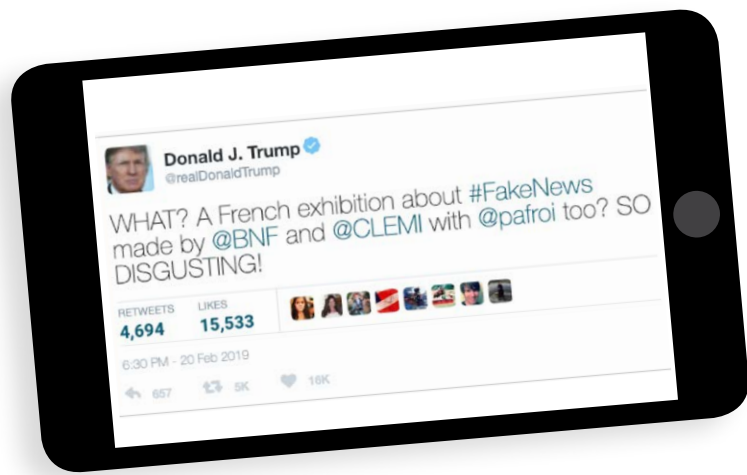 Donald J. Trump
@realDonaldTrump
WHAT? A French exhibition about #FakeNews
made by @BNF and @CLEMI with @pafroi too? SO
DISGUSTING!
RETWEETS LIKES
4,694 15,533
6:30 PM - 20 Feb 2019
657 5K 16K